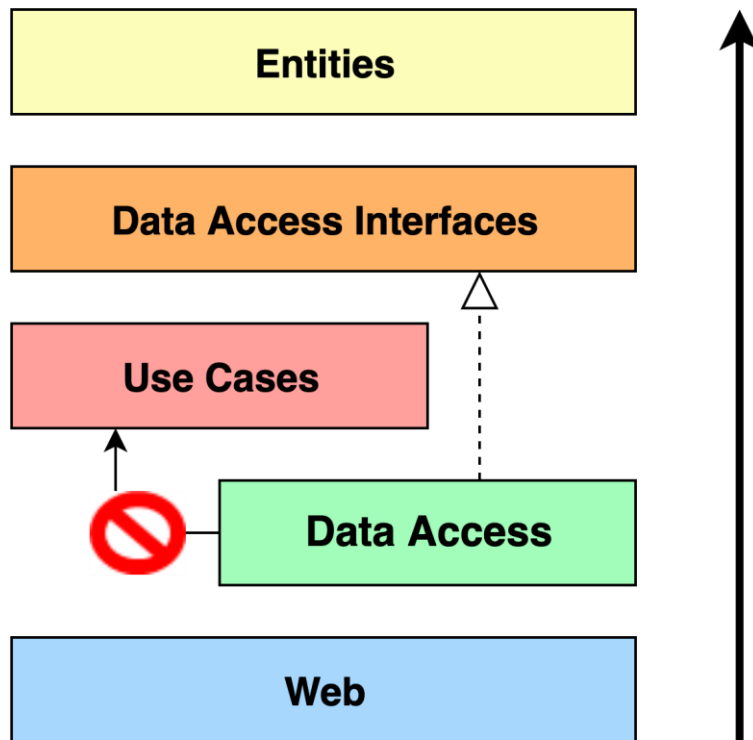 Entities
Data Access Interfaces
Use Cases
Data Access
Web